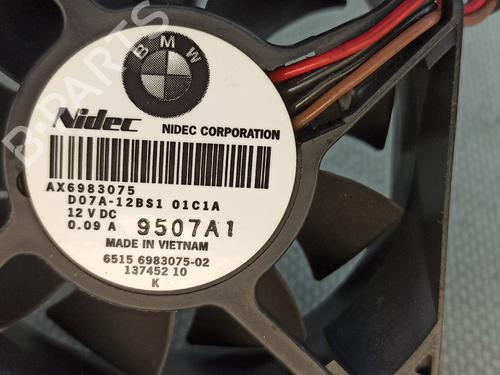 BMW
Nidec
NIDEC CORPORATION
AX6983075
D07A-12BS1 01C1A
12 V DC
0.09 A 9507A1
MADE IN VIETNAM
6515 6983075-02
137452 10
K
B-PARTS